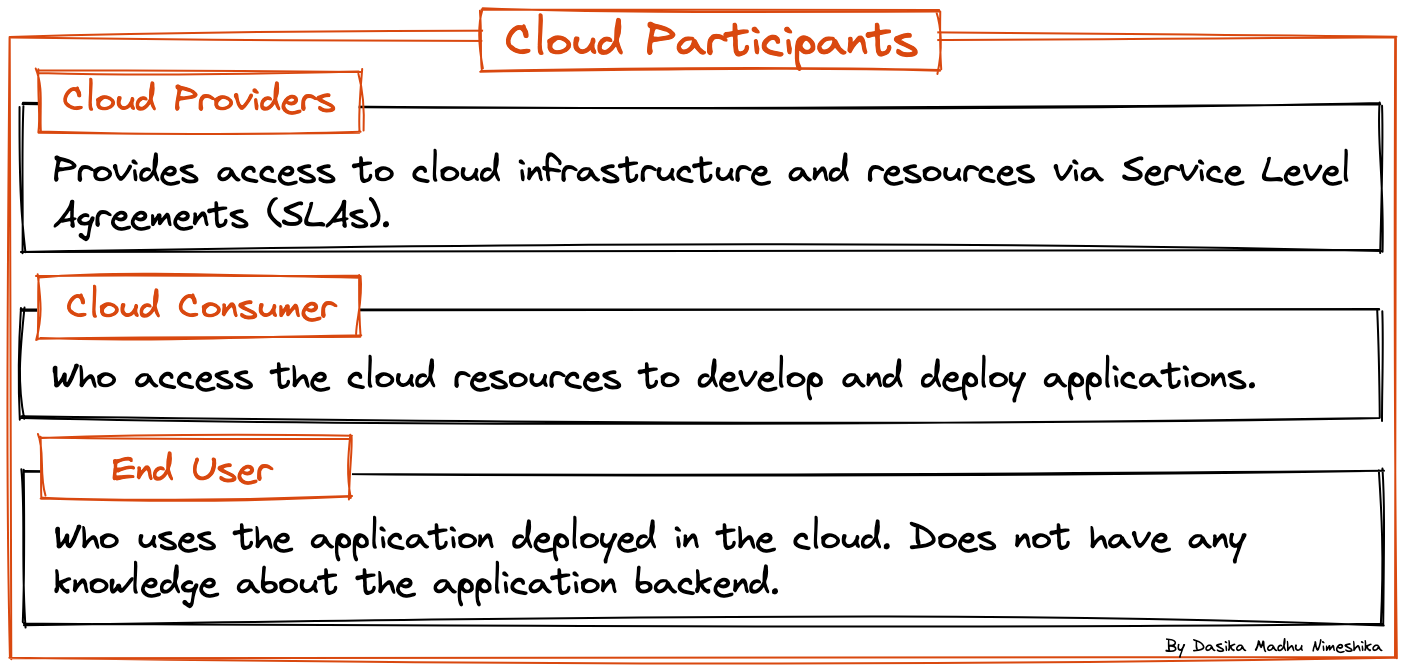 Cloud Participants
Cloud Providers
Provides access to cloud infrastructure and resources via Service Level
Agreements (SLAs).
Cloud Consumer
Who access the cloud resources to develop and deploy applications.
End User
Who uses the application deployed in the cloud. Does not have any
knowledge about the application backend.
By Dasika Madhu Nimeshika